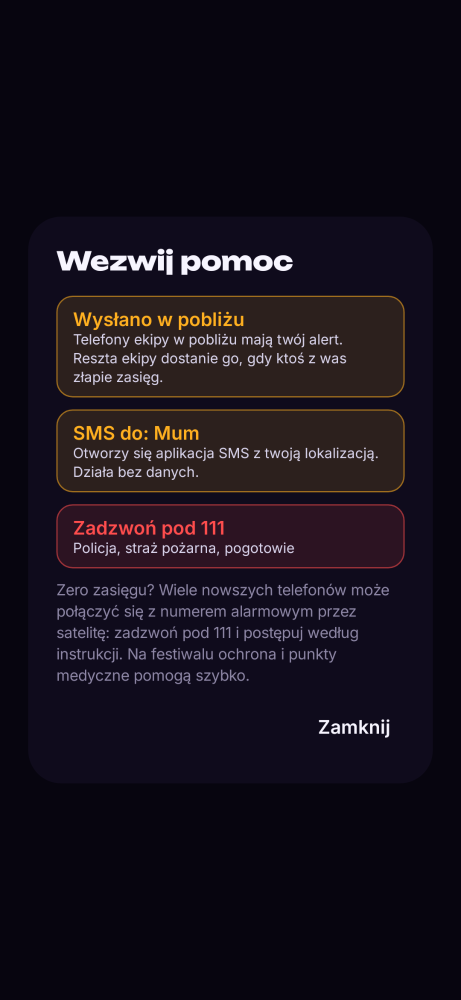 Wezwij pomoc
Wysłano w pobliżu
Telefony ekipy w pobliżu mają twój alert.
Reszta ekipy dostanie go, gdy ktoś z was
złapie zasięg.
SMS do: Mum
Otworzy się aplikacja SMS z twoją lokalizacją.
Działa bez danych.
Zadzwoń pod 111
Policja, straż pożarna, pogotowie
Zero zasięgu? Wiele nowszych telefonów może
połączyć się z numerem alarmowym przez
satelitę: zadzwoń pod 111 i postępuj według
instrukcji. Na festiwalu ochrona i punkty
medyczne pomogą szybko.
Zamknij